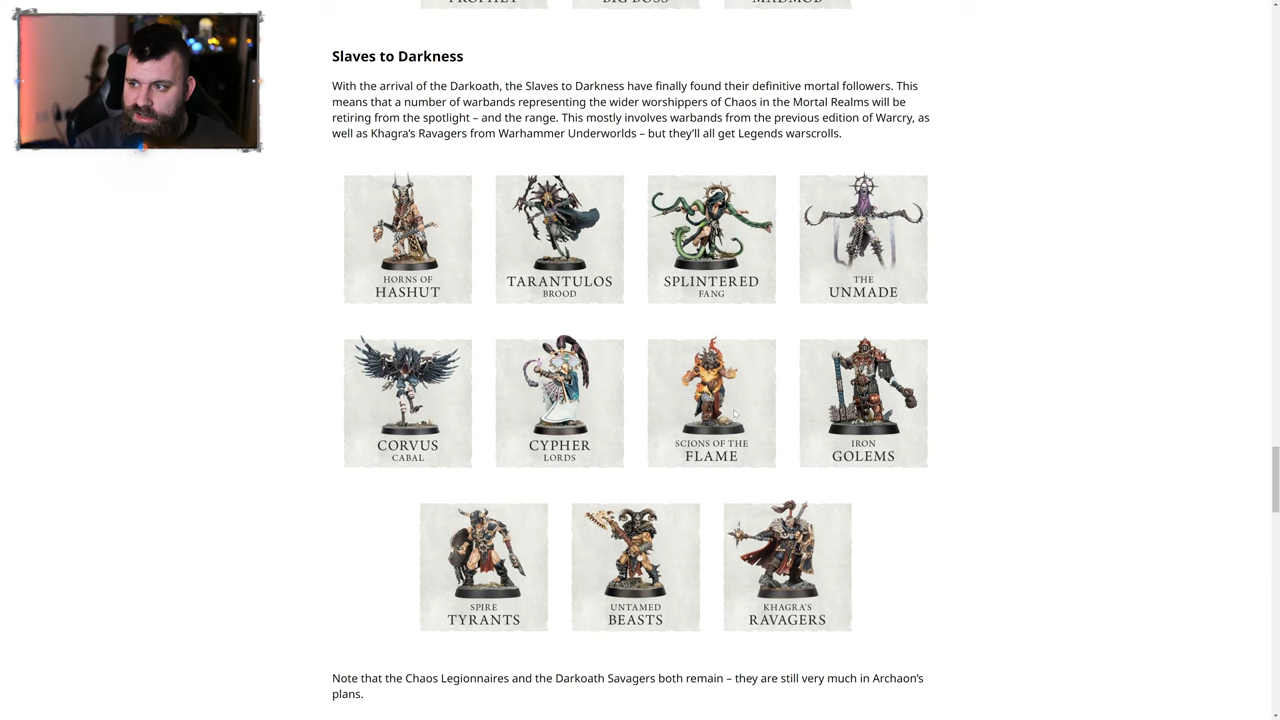 PROPHET
BIG BOSS
MADMOB
Slaves to Darkness
With the arrival of the Darkoath, the Slaves to Darkness have finally found their definitive mortal followers. This
means that a number of warbands representing the wider worshippers of Chaos in the Mortal Realms will be
retiring from the spotlight – and the range. This mostly involves warbands from the previous edition of Warcry, as
well as Khagra’s Ravagers from Warhammer Underworlds – but they’ll all get Legends warscrolls.
HORNS OF
HASHUT
TARANTULOS
BROOD
SPLINTERED
FANG
THE
UNMADE
CORVUS
CABAL
CYPHER
LORDS
SCIONS OF THE
FLAME
IRON
GOLEMS
SPIRE
TYRANTS
UNTAMED
BEASTS
KHAGRA'S
RAVAGERS
Note that the Chaos Legionnaires and the Darkoath Savagers both remain – they are still very much in Archaon’s
plans.